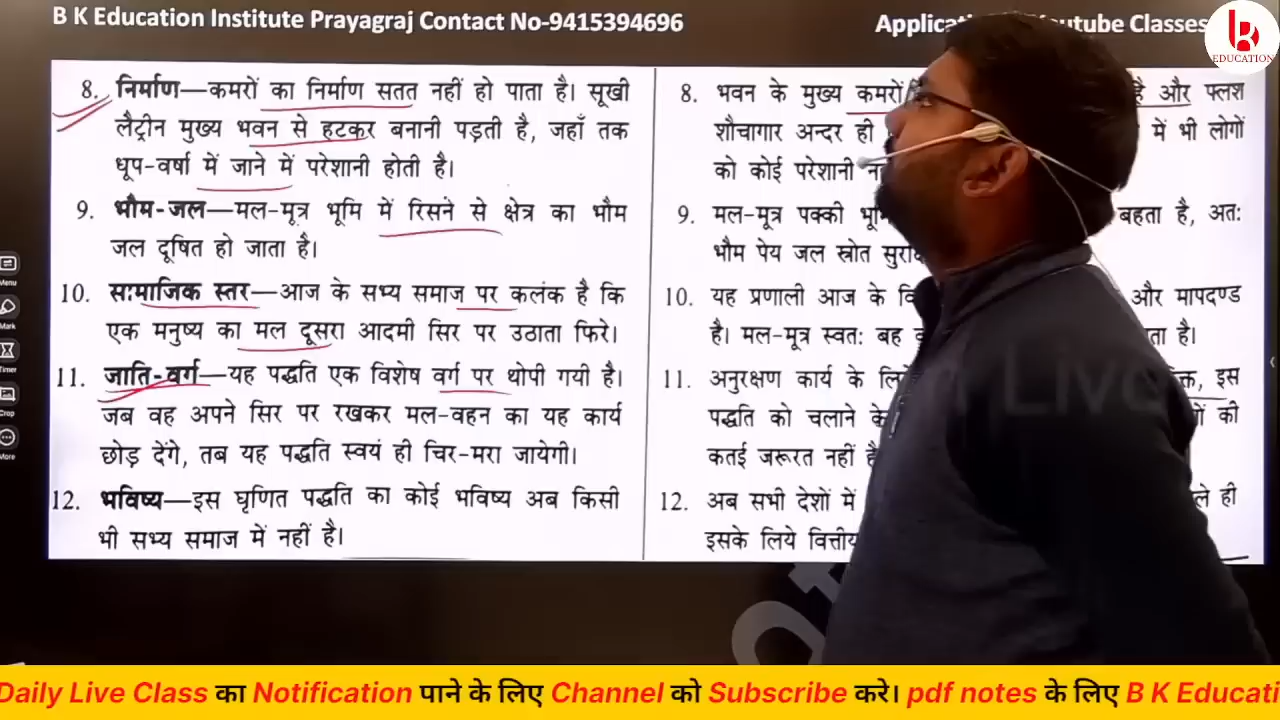 B K Education Institute Prayagraj Contact No-9415394696
EDUCATION
8. निर्माण—कमरों का निर्माण सतत नहीं हो पाता है। सूखी
लैट्रीन मुख्य भवन से हटकर बनानी पड़ती है, जहाँ तक
धूप-वर्षा में जाने में परेशानी होती है।
9. भौम-जल—मल-मूत्र भूमि में रिसने से क्षेत्र का भौम
जल दूषित हो जाता है।
10. सामाजिक स्तर—आज के सभ्य समाज पर कलंक है कि
एक मनुष्य का मल दूसरा आदमी सिर पर उठाता फिरे।
11. जाति-वर्ग—यह पद्धति एक विशेष वर्ग पर थोपी गयी है।
जब वह अपने सिर पर रखकर मल-वहन का यह कार्य
छोड़ देंगे, तब यह पद्धति स्वयं ही चिर-मरा जायेगी।
12. भविष्य—इस घृणित पद्धति का कोई भविष्य अब किसी
भी सभ्य समाज में नहीं है।
8. भवन के मुख्य कमरों है और फ्लश
शौचागार अन्दर ही में भी लोगों
को कोई परेशानी
9. मल-मूत्र पक्की बहता है, अतः
भौम पेय जल स्रोत
10. यह प्रणाली आज के और मापदण्ड
है। मल-मूत्र स्वतः बह है।
11. अनुरक्षण कार्य के इस
पद्धति को चलाने के की
कतई जरूरत नहीं
12. अब सभी देशों में ही
इसके लिये
Menu
Mark
Timer
Crop
More
Live
Daily Live Class का Notification पाने के लिए Channel को Subscribe करे। pdf notes के लिए B K